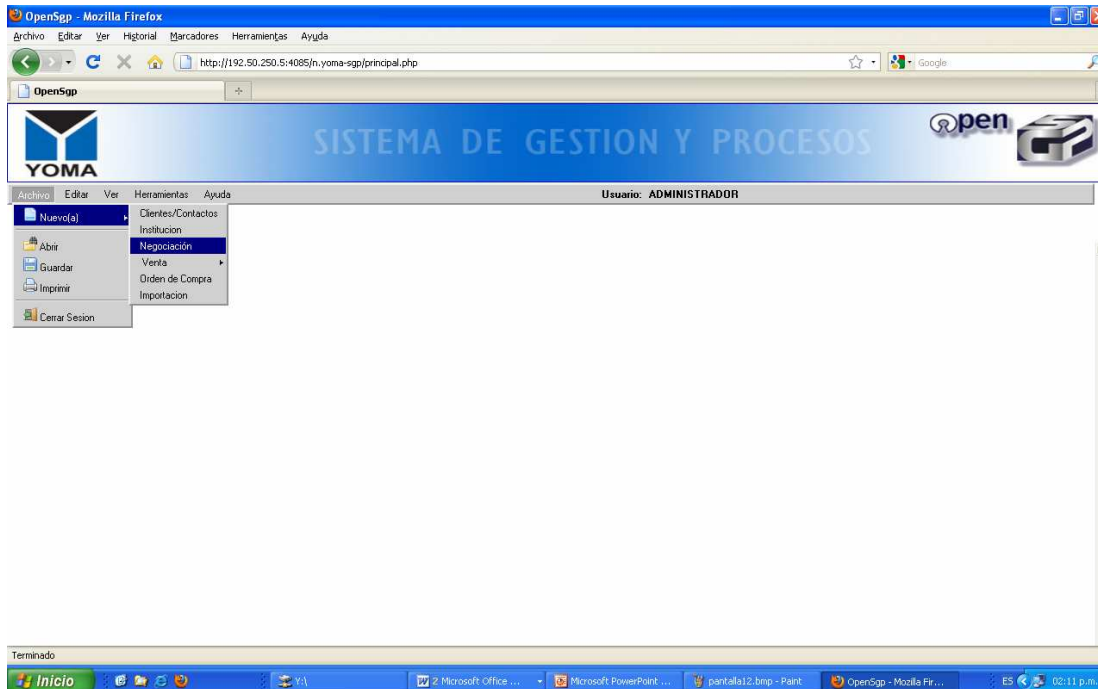 OpenSgp - Mozilla Firefox
Archivo Editar Ver Historial Marcadores Herramientas Ayuda
http://192.50.250.5:4085/n.yoma-sgp/principal.php
Google
OpenSgp
YOMA
SISTEMA DE GESTION Y PROCESOS
open
Archivo Editar Ver Herramientas Ayuda
Usuario: ADMINISTRADOR
Nuevo(a)
Abrir
Guardar
Imprimir
Cerrar Sesion
Clientes/Contactos
Institucion
Negociación
Venta
Orden de Compra
Importacion
Terminado
Inicio
Y:\
2 Microsoft Office ...
Microsoft PowerPoint ...
pantalla12.bmp - Paint
OpenSgp - Mozilla Fir...
ES
02:11 p.m.